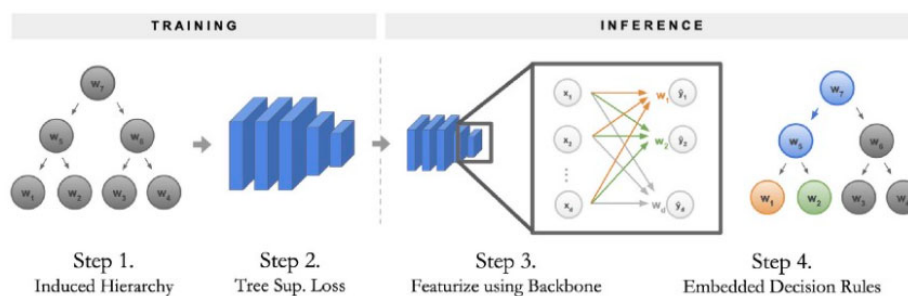 TRAINING
INFERENCE
w7
w5
w6
w1
w2
w3
w4
x1
x2
⋮
xd
w1
w2
wd
ŷ1
ŷ2
ŷd
w7
w5
w6
w1
w2
w3
Step 1.
Induced Hierarchy
Step 2.
Tree Sup. Loss
Step 3.
Featurize using Backbone
Step 4.
Embedded Decision Rules